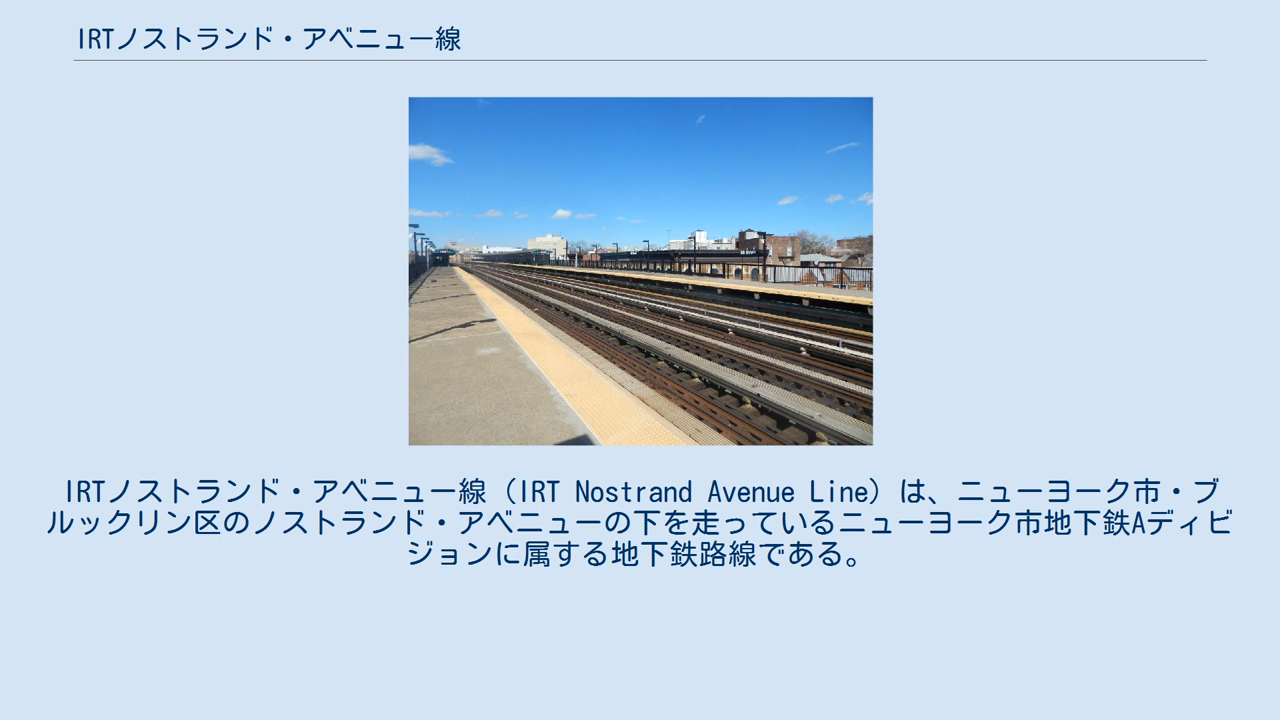 IRTノストランド・アベニュー線
IRTノストランド・アベニュー線（IRT Nostrand Avenue Line）は、ニューヨーク市・ブ
ルックリン区のノストランド・アベニューの下を走っているニューヨーク市地下鉄Aディビ
ジョンに属する地下鉄路線である。